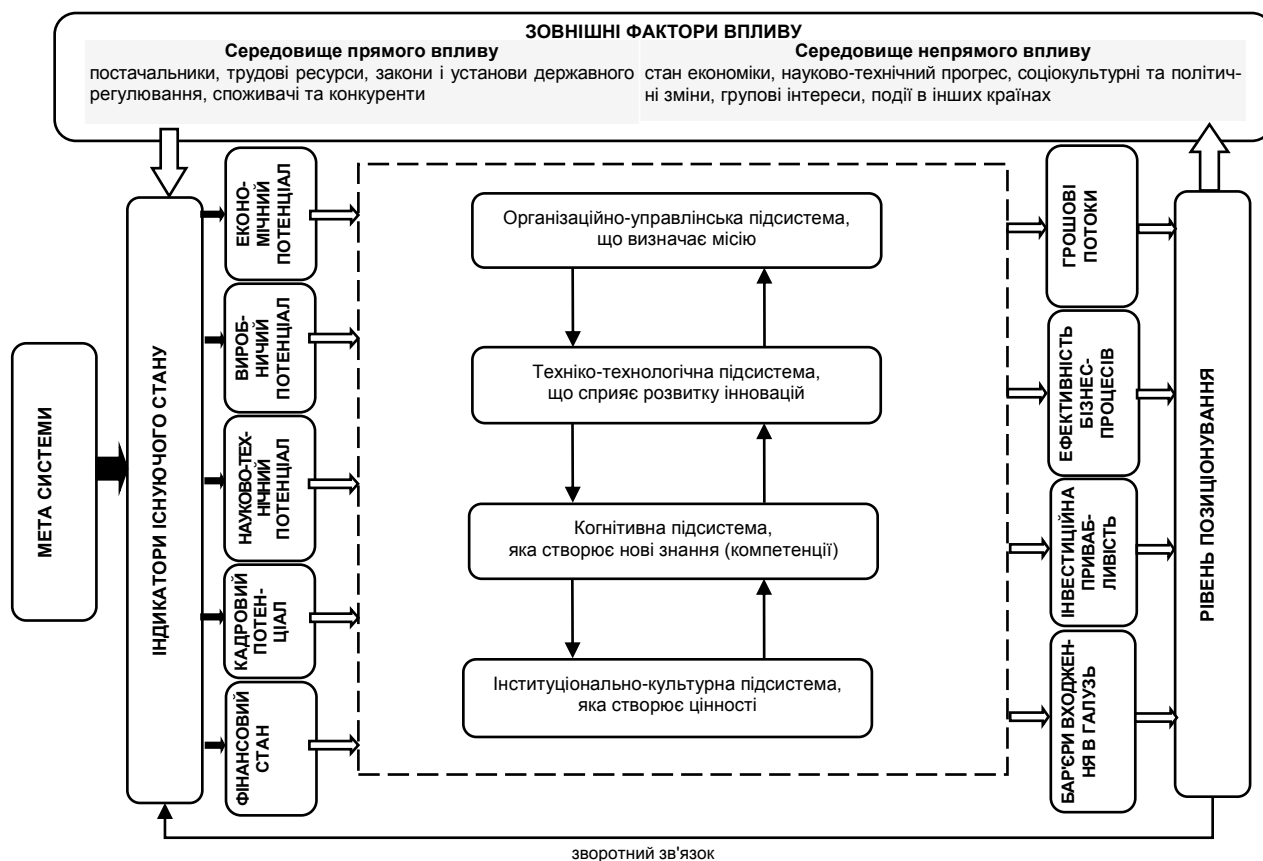 ЗОВНІШНІ ФАКТОРИ ВПЛИВУ
Середовище прямого впливу
постачальники, трудові ресурси, закони і установи державного
регулювання, споживачі та конкуренти
Середовище непрямого впливу
стан економіки, науково-технічний прогрес, соціокультурні та політич-
ні зміни, групові інтереси, події в інших країнах
МЕТА СИСТЕМИ
ІНДИКАТОРИ ІСНУЮЧОГО СТАНУ
ЕКОНО-
МІЧНИЙ
ПОТЕНЦІАЛ
ВИРОБ-
НИЧИЙ
ПОТЕНЦІАЛ
НАУКОВО-ТЕХ-
НІЧНИЙ
ПОТЕНЦІАЛ
КАДРОВИЙ
ПОТЕН-
ЦІАЛ
ФІНАНСОВИЙ
СТАН
Організаційно-управлінська підсистема,
що визначає місію
Техніко-технологічна підсистема,
що сприяє розвитку інновацій
Когнітивна підсистема,
яка створює нові знання (компетенції)
Інституціонально-культурна підсистема,
яка створює цінності
ГРОШОВІ
ПОТОКИ
ЕФЕКТИВНІСТЬ
БІЗНЕС-
ПРОЦЕСІВ
ІНВЕСТИЦІЙНА
ПРИВАБ-
ЛИВІСТЬ
БАР'ЄРИ ВХОДЖЕН-
НЯ В ГАЛУЗЬ
РІВЕНЬ ПОЗИЦІОНУВАННЯ
зворотний зв'язок